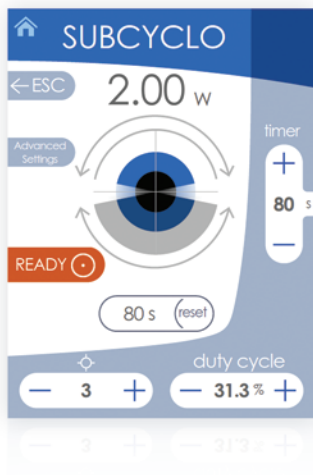 SUBCYCLO
←ESC
2.00 w
Advanced
Settings
timer
+
80 s
−
READY
80 s (reset
duty cycle
− 3 +
− 31.3 % +